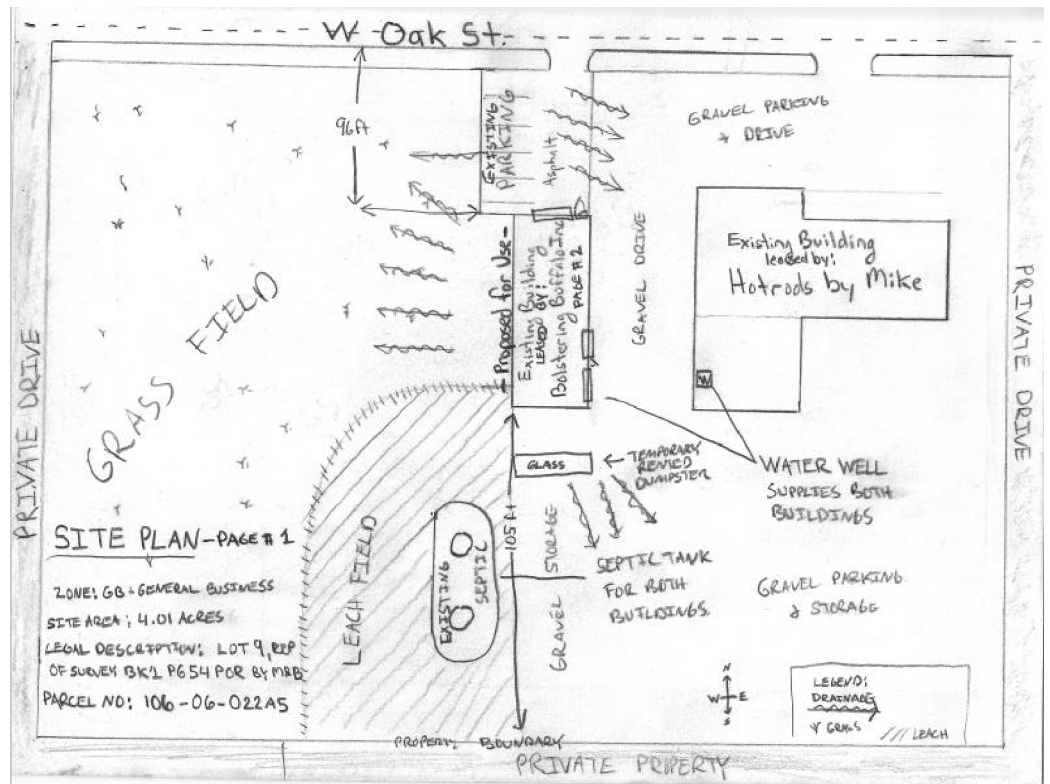 W Oak St.
96ft
EXISTING
PARKING
Asphalt
GRAVEL PARKING
& DRIVE
GRASS FIELD
- Proposed for Use -
Existing Building
LEASED BY:
Bolstering Buffalo Inc
PAGE #2
GRAVEL DRIVE
Existing Building
leased by:
Hotrods by Mike
W
PRIVATE DRIVE
PRIVATE DRIVE
GLASS
TEMPORARY
RENTED
DUMPSTER
WATER WELL
SUPPLIES BOTH
BUILDINGS
105 Ft
GRAVEL STORAGE
SEPTIC TANK
FOR BOTH
BUILDINGS
GRAVEL PARKING
& STORAGE
LEACH FIELD
EXISTING
SEPTIC
SITE PLAN - PAGE #1
ZONE: GB - GENERAL BUSINESS
SITE AREA: 4.01 ACRES
LEGAL DESCRIPTION: LOT 9,
OF SURVEY BK1 PG 54 POR BY
PARCEL NO: 106-06-022A5
N
W E
S
LEGEND:
DRAINAGE
GRASS
/// LEACH
PROPERTY BOUNDARY
PRIVATE PROPERTY